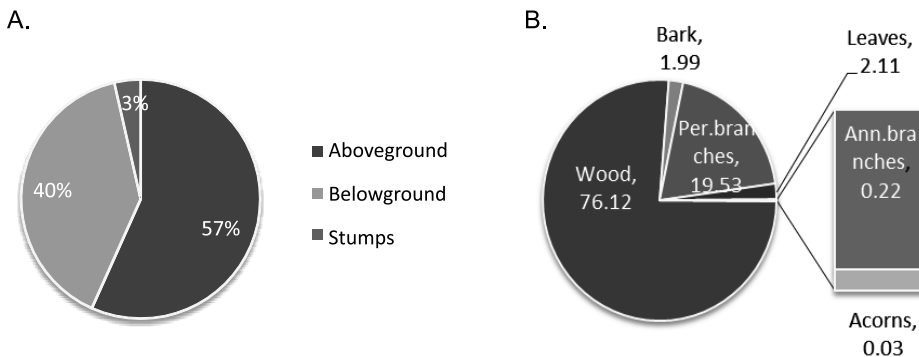 A.
3%
40%
57%
Aboveground
Belowground
Stumps
B.
Bark,
1.99
Leaves,
2.11
Per.bran
ches,
19.53
Wood,
76.12
Ann.bra
nches,
0.22
Acorns,
0.03